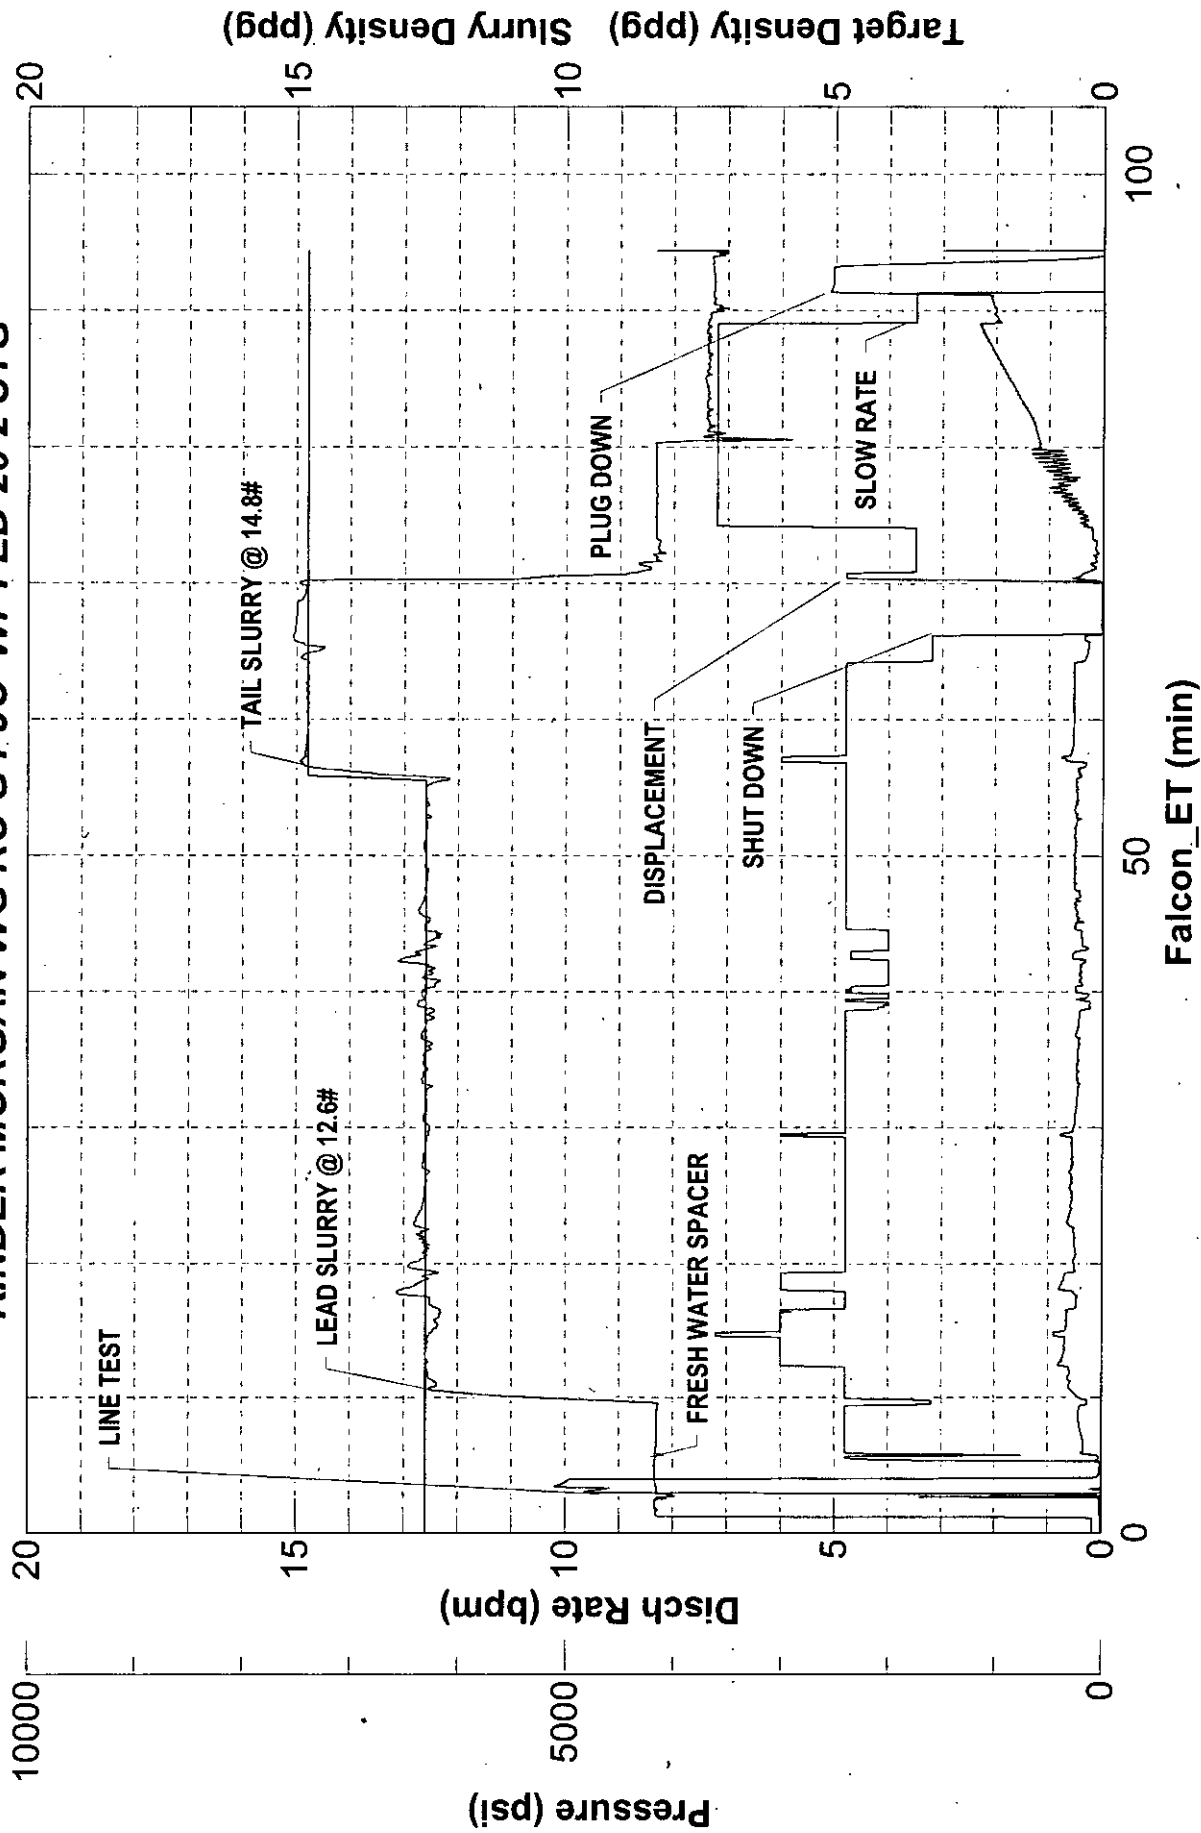 LINE TEST
LEAD SLURRY @ 12.6#
TAIL SLURRY @ 14.8#
FRESH WATER SPACER
DISPLACEMENT
SHUT DOWN
PLUG DOWN
SLOW RATE
10000
5000
0
Pressure (psi)
20
15
10
5
0
Disch Rate (bpm)
0
50
100
Falcon_ET (min)
20
15
10
5
0
Slurry Density (ppg)
Target Density (ppg)